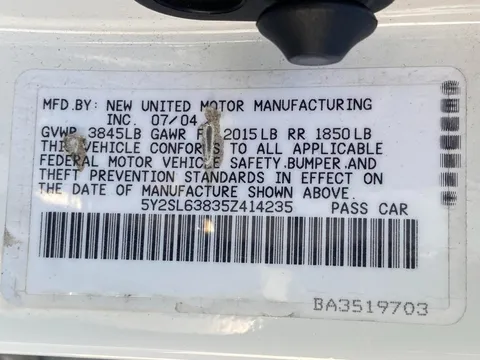 MFD.BY: NEW UNITED MOTOR MANUFACTURING
INC. 07/04
GVWR 3845LB GAWR F 2015LB RR 1850LB
THIS VEHICLE CONFORMS TO ALL APPLICABLE
FEDERAL MOTOR VEHICLE SAFETY.BUMPER.AND
THEFT PREVENTION STANDARDS IN EFFECT ON
THE DATE OF MANUFACTURE SHOWN ABOVE.
5Y2SL63835Z414235 PASS CAR
BA3519703